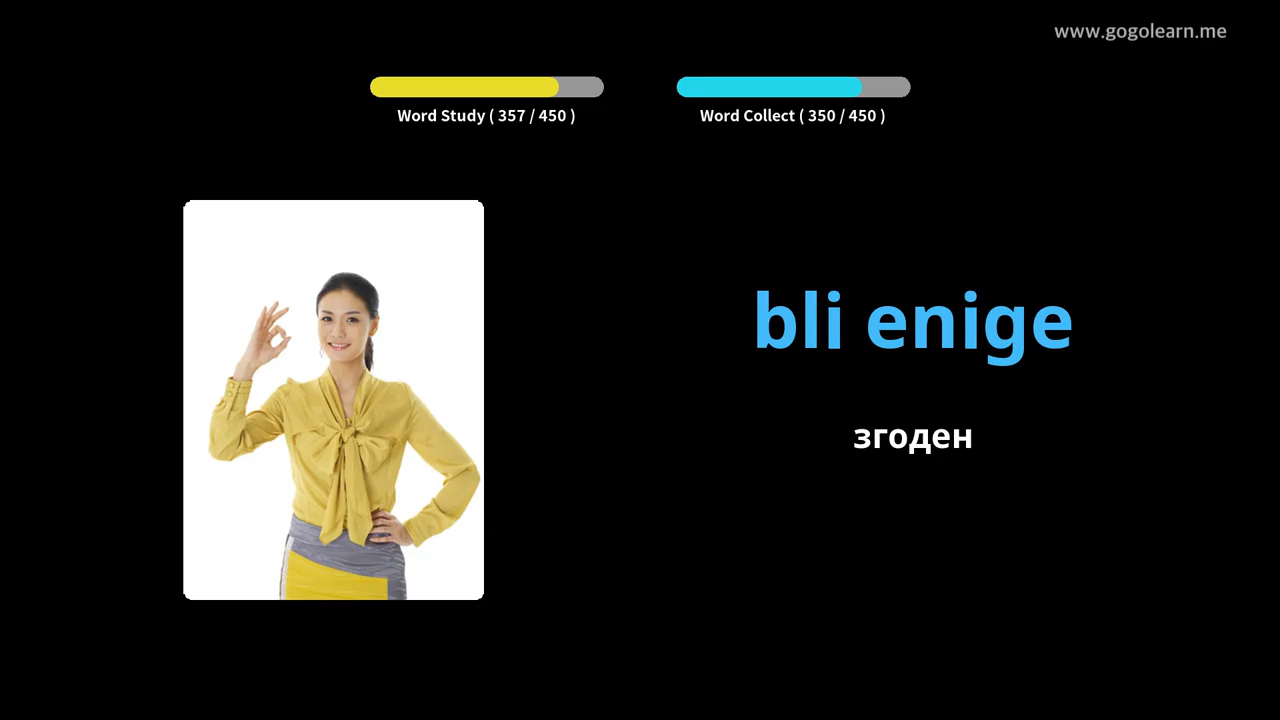 www.gogolearn.me
Word Study ( 357 / 450 )
Word Collect ( 350 / 450 )
bli enige
згоден